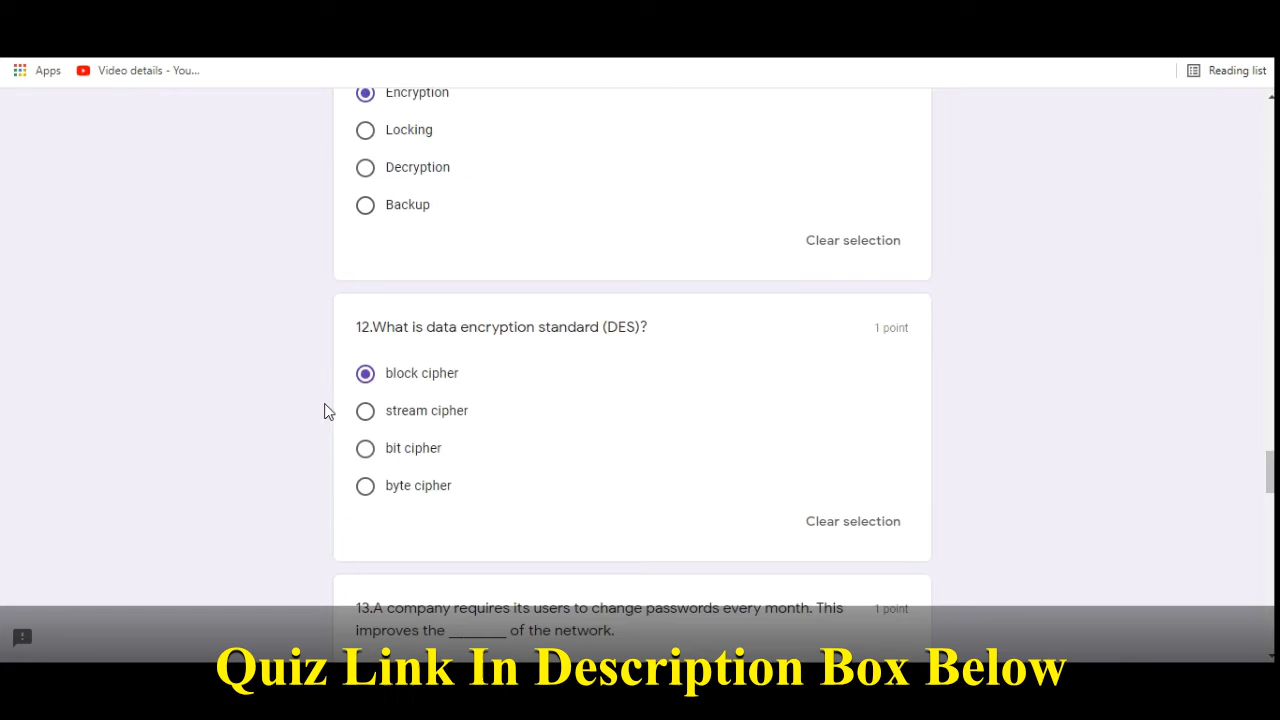 Apps
Video details - You...
Reading list
Encryption
Locking
Decryption
Backup
Clear selection
12.What is data encryption standard (DES)?
1 point
block cipher
stream cipher
bit cipher
byte cipher
Clear selection
13.A company requires its users to change passwords every month. This
1 point
improves the ________ of the network.
Quiz Link In Description Box Below